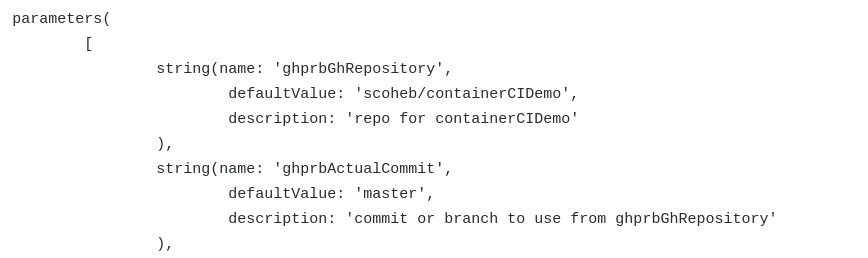 parameters(
        [
                string(name: 'ghprbGhRepository',
                        defaultValue: 'scoheb/containerCIDemo',
                        description: 'repo for containerCIDemo'
                ),
                string(name: 'ghprbActualCommit',
                        defaultValue: 'master',
                        description: 'commit or branch to use from ghprbGhRepository'
                ),